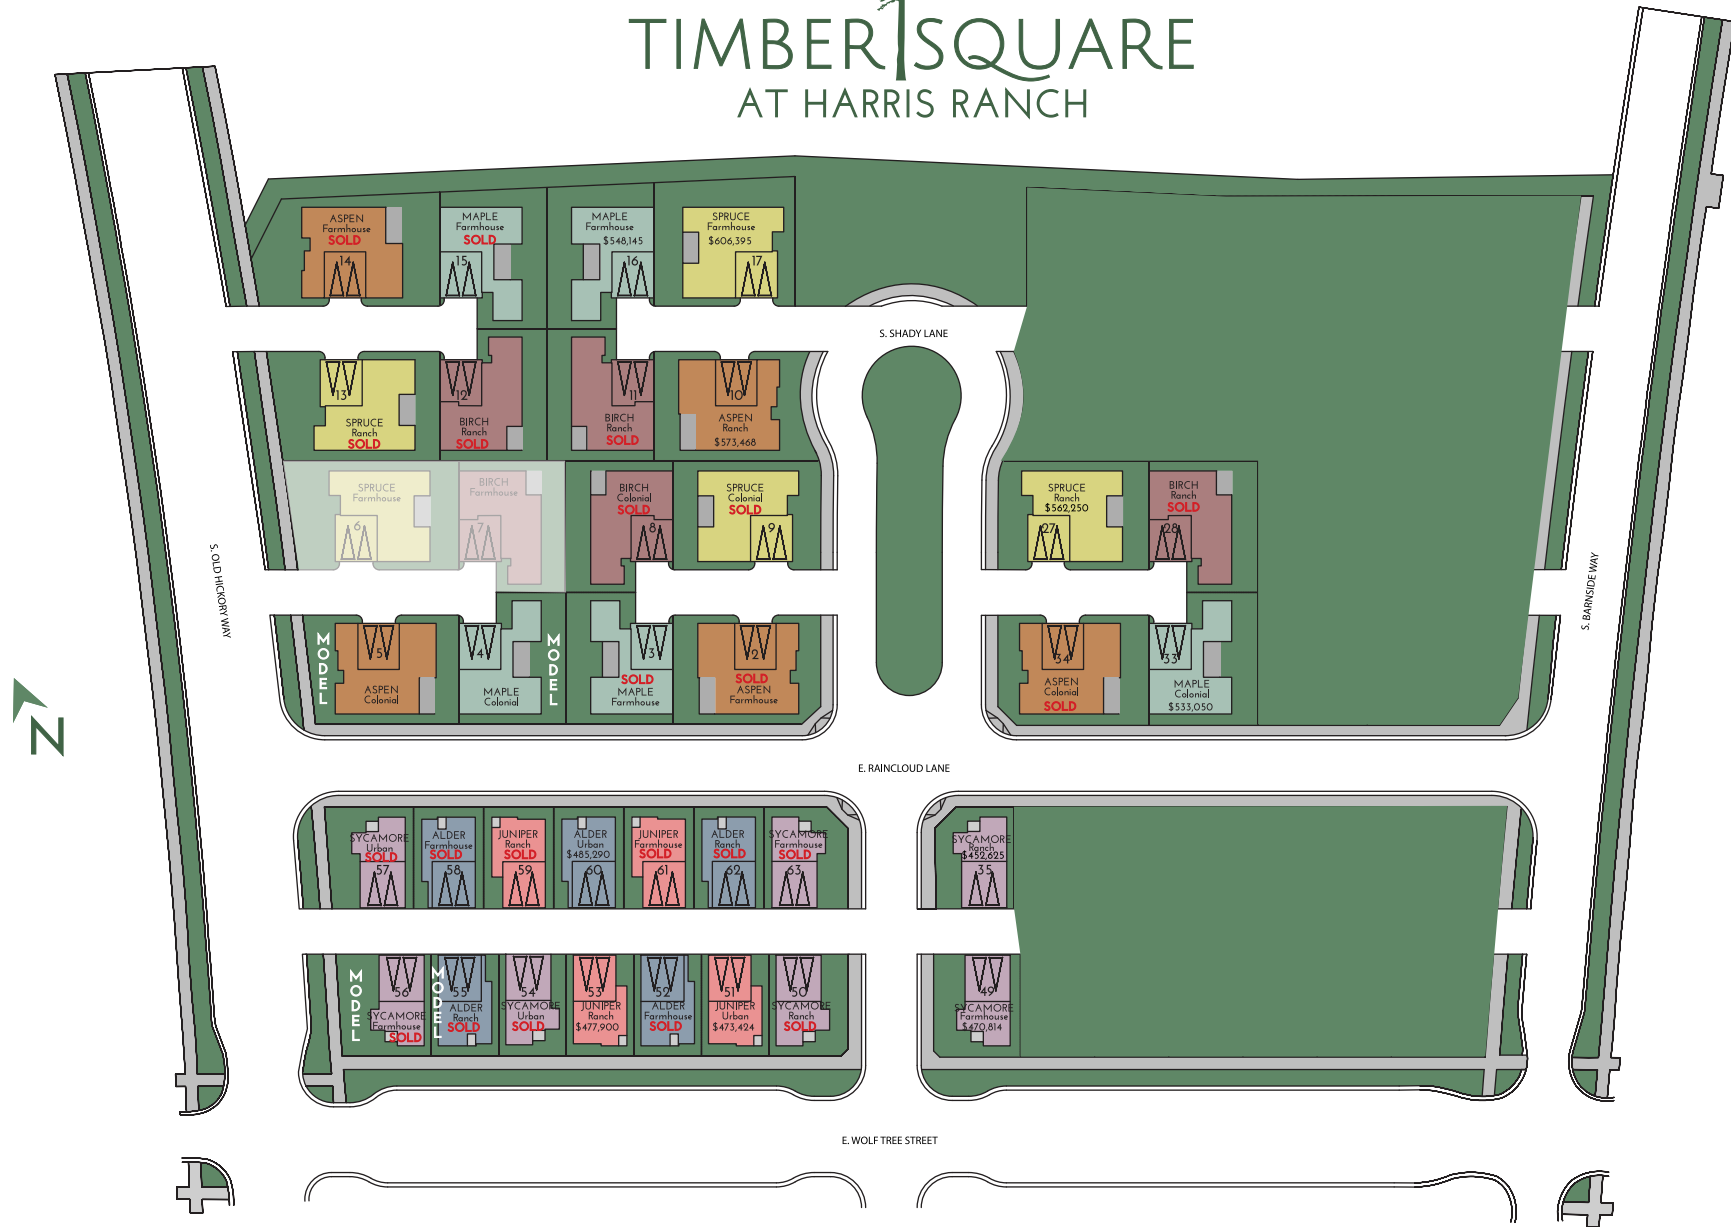 TIMBER SQUARE
AT HARRIS RANCH
ASPEN
Farmhouse
SOLD
14
MAPLE
Farmhouse
SOLD
15
MAPLE
Farmhouse
$548,145
16
SPRUCE
Farmhouse
$606,395
17
S. SHADY LANE
13
SPRUCE
Ranch
SOLD
12
BIRCH
Ranch
SOLD
11
BIRCH
Ranch
SOLD
10
ASPEN
Ranch
$573,468
SPRUCE
Farmhouse
6
BIRCH
Farmhouse
7
BIRCH
Colonial
SOLD
8
SPRUCE
Colonial
SOLD
9
SPRUCE
Ranch
$562,250
27
BIRCH
Ranch
SOLD
28
S. OLD HICKORY WAY
S. BARNSIDE WAY
MODEL
5
ASPEN
Colonial
4
MAPLE
Colonial
MODEL
3
SOLD
MAPLE
Farmhouse
2
SOLD
ASPEN
Farmhouse
34
ASPEN
Colonial
SOLD
33
MAPLE
Colonial
$533,050
N
E. RAINCLOUD LANE
SYCAMORE
Urban
SOLD
57
ALDER
Farmhouse
SOLD
58
JUNIPER
Ranch
SOLD
59
ALDER
Urban
$485,290
60
JUNIPER
Farmhouse
SOLD
61
ALDER
Ranch
SOLD
62
SYCAMORE
Farmhouse
SOLD
63
SYCAMORE
Ranch
$452,625
35
MODEL
56
SYCAMORE
Farmhouse
SOLD
MODEL
55
ALDER
Ranch
SOLD
54
SYCAMORE
Urban
SOLD
53
JUNIPER
Ranch
$477,900
52
ALDER
Farmhouse
SOLD
51
JUNIPER
Urban
$473,424
50
SYCAMORE
Ranch
SOLD
49
SYCAMORE
Farmhouse
$470,814
E. WOLF TREE STREET